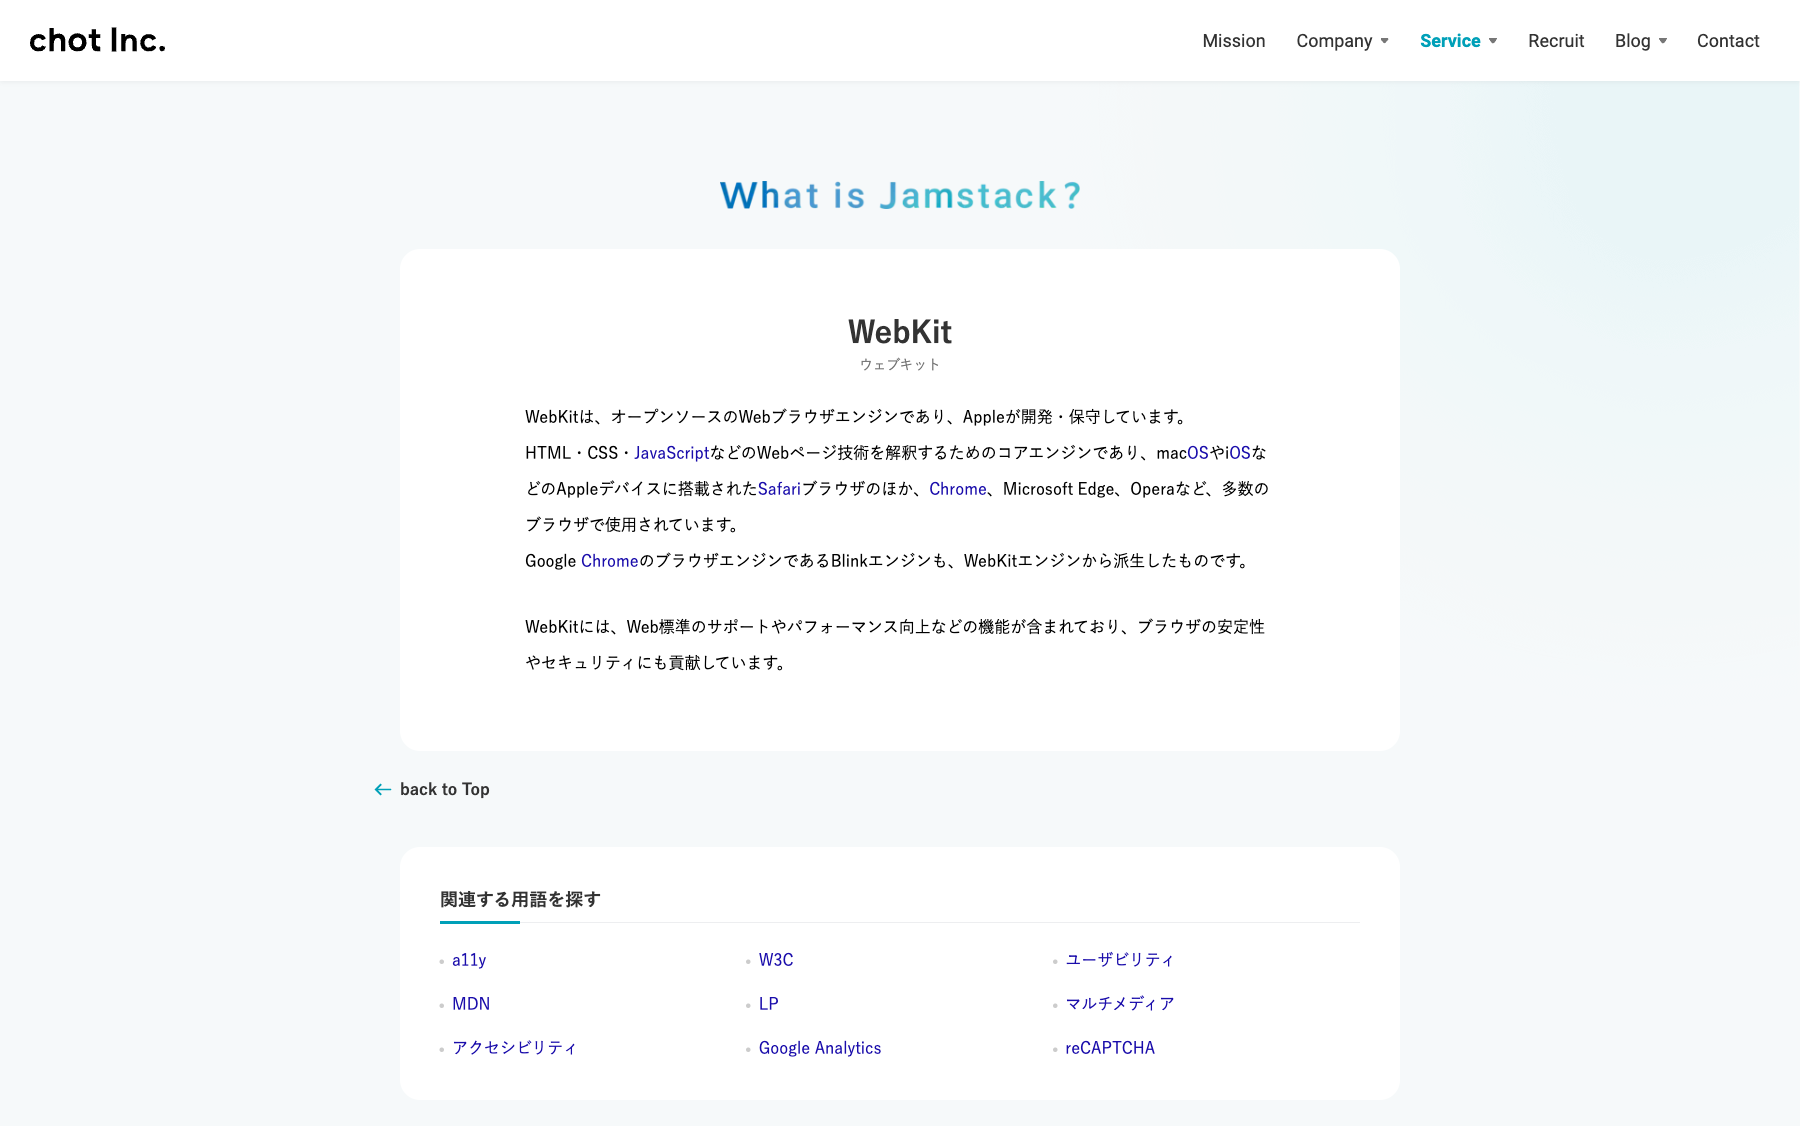 chot Inc.
Mission Company Service Recruit Blog Contact
What is Jamstack?
WebKit
ウェブキット
WebKitは、オープンソースのWebブラウザエンジンであり、Appleが開発・保守しています。
HTML・CSS・JavaScriptなどのWebページ技術を解釈するためのコアエンジンであり、macOSやiOSな
どのAppleデバイスに搭載されたSafariブラウザのほか、Chrome、Microsoft Edge、Operaなど、多数の
ブラウザで使用されています。
Google ChromeのブラウザエンジンであるBlinkエンジンも、WebKitエンジンから派生したものです。
WebKitには、Web標準のサポートやパフォーマンス向上などの機能が含まれており、ブラウザの安定性
やセキュリティにも貢献しています。
back to Top
関連する用語を探す
a11y W3C ユーザビリティ
MDN LP マルチメディア
アクセシビリティ Google Analytics reCAPTCHA